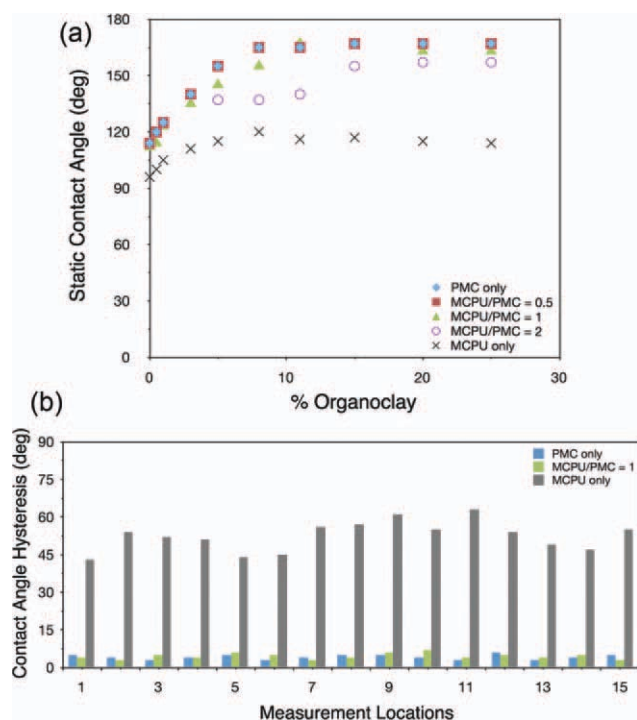 (a)
180
150
120
90
60
30
0
Static Contact Angle (deg)
PMC only
MCPU/PMC = 0.5
MCPU/PMC = 1
MCPU/PMC = 2
MCPU only
0 10 20 30
% Organoclay
(b)
90
75
60
45
30
15
0
Contact Angle Hysteresis (deg)
PMC only
MCPU/PMC = 1
MCPU only
1 3 5 7 9 11 13 15
Measurement Locations